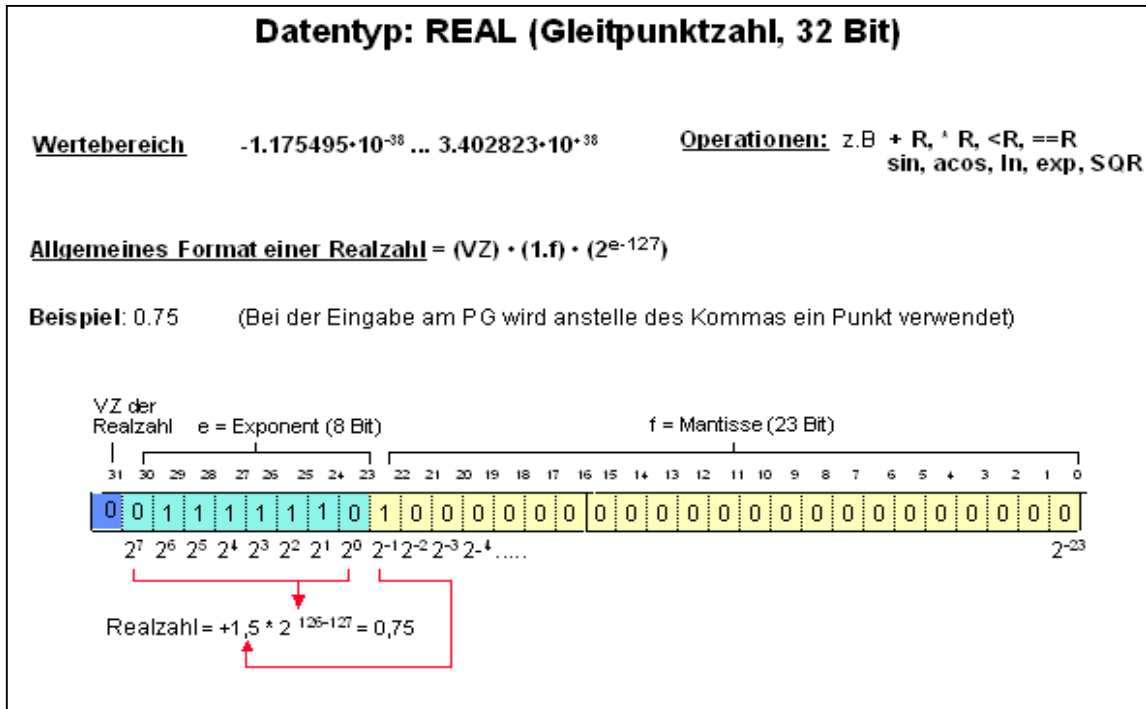 Datentyp: REAL (Gleitpunktzahl, 32 Bit)
Wertebereich -1.175495•10⁻³⁸ ... 3.402823•10⁺³⁸ Operationen: z.B + R, * R, <R, ==R
sin, acos, ln, exp, SQR
Allgemeines Format einer Realzahl = (VZ) • (1.f) • (2ᵉ⁻¹²⁷)
Beispiel: 0.75 (Bei der Eingabe am PG wird anstelle des Kommas ein Punkt verwendet)
VZ der
Realzahl e = Exponent (8 Bit) f = Mantisse (23 Bit)
31 30 29 28 27 26 25 24 23 22 21 20 19 18 17 16 15 14 13 12 11 10 9 8 7 6 5 4 3 2 1 0
0 0 1 1 1 1 1 1 0 1 0 0 0 0 0 0 0 0 0 0 0 0 0 0 0 0 0 0 0 0 0 0
2⁷ 2⁶ 2⁵ 2⁴ 2³ 2² 2¹ 2⁰ 2⁻¹ 2⁻² 2⁻³ 2-⁴ ..... 2⁻²³
Realzahl = +1,5 * 2 ¹²⁶⁻¹²⁷ = 0,75